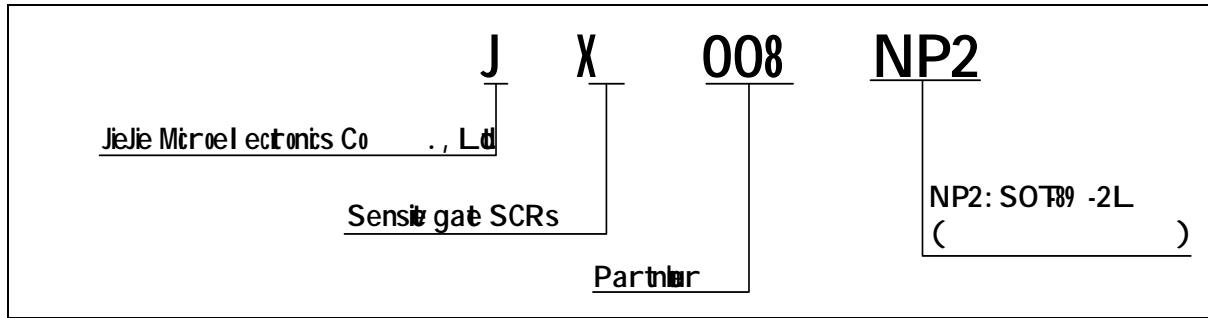 J X 008 NP2
JieJie Microelectronics Co ., Ltd
Sensitive gate SCRs
NP2: SOT-89 -2L
( )
Part number